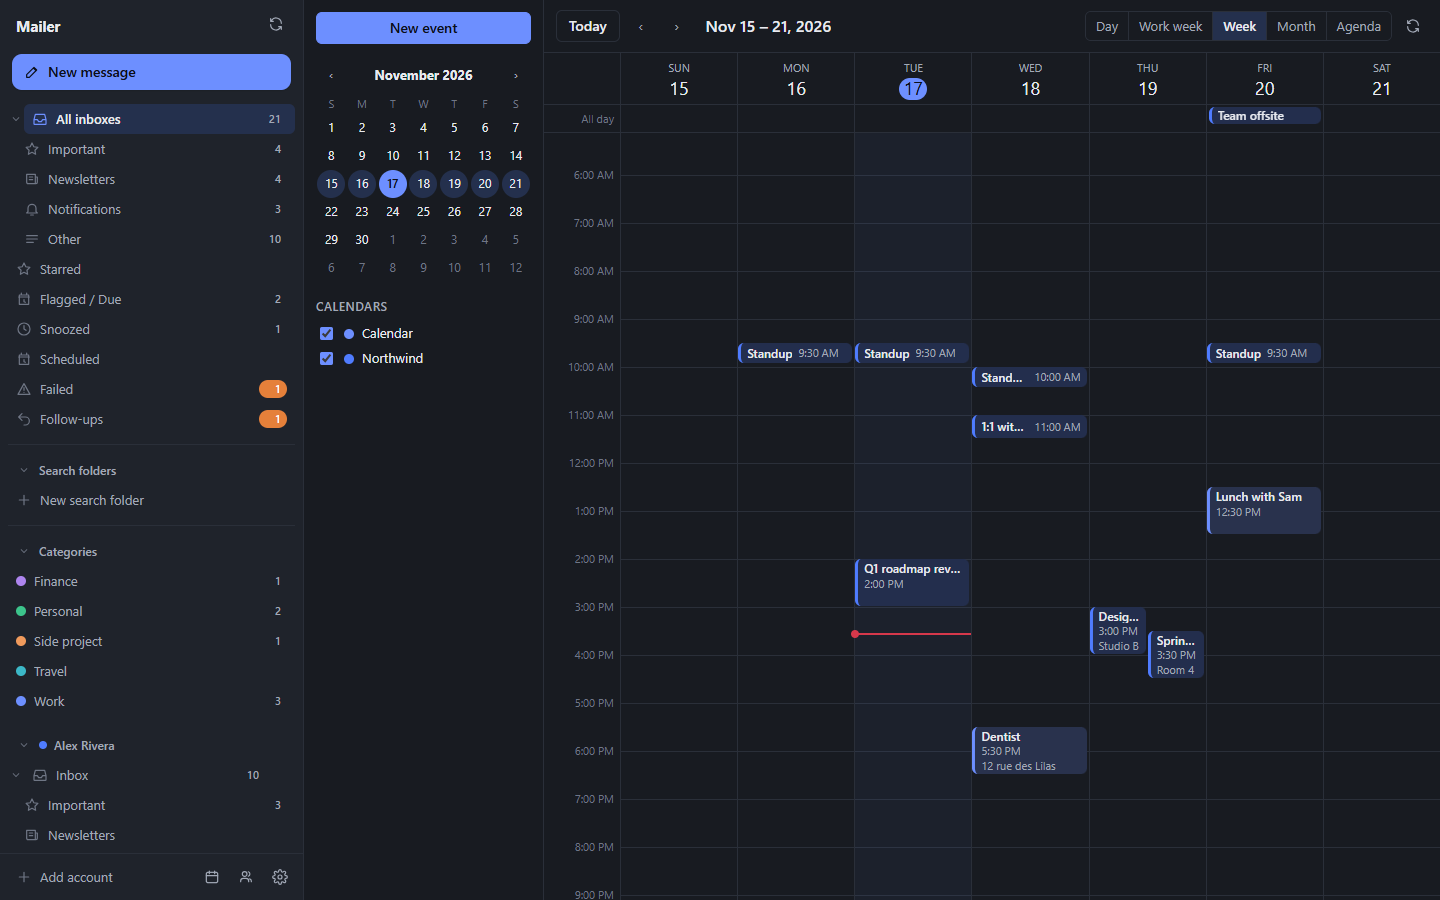 Mailer
New message
All inboxes 21
Important 4
Newsletters 4
Notifications 3
Other 10
Starred
Flagged / Due 2
Snoozed 1
Scheduled
Failed 1
Follow-ups 1
Search folders
New search folder
Categories
Finance 1
Personal 2
Side project 1
Travel
Work 3
Alex Rivera
Inbox 10
Important 3
Newsletters
Add account
New event
November 2026
S M T W T F S
1 2 3 4 5 6 7
8 9 10 11 12 13 14
15 16 17 18 19 20 21
22 23 24 25 26 27 28
29 30 1 2 3 4 5
6 7 8 9 10 11 12
CALENDARS
Calendar
Northwind
Today
Nov 15 – 21, 2026
Day Work week Week Month Agenda
SUN MON TUE WED THU FRI SAT
15 16 17 18 19 20 21
All day
Team offsite
6:00 AM
7:00 AM
8:00 AM
9:00 AM
Standup 9:30 AM
Standup 9:30 AM
Standup 9:30 AM
10:00 AM
Stand... 10:00 AM
11:00 AM
1:1 wit... 11:00 AM
12:00 PM
Lunch with Sam
12:30 PM
1:00 PM
2:00 PM
Q1 roadmap rev...
2:00 PM
3:00 PM
Desig...
3:00 PM
Studio B
Sprin...
3:30 PM
Room 4
4:00 PM
5:00 PM
Dentist
5:30 PM
12 rue des Lilas
6:00 PM
7:00 PM
8:00 PM
9:00 PM